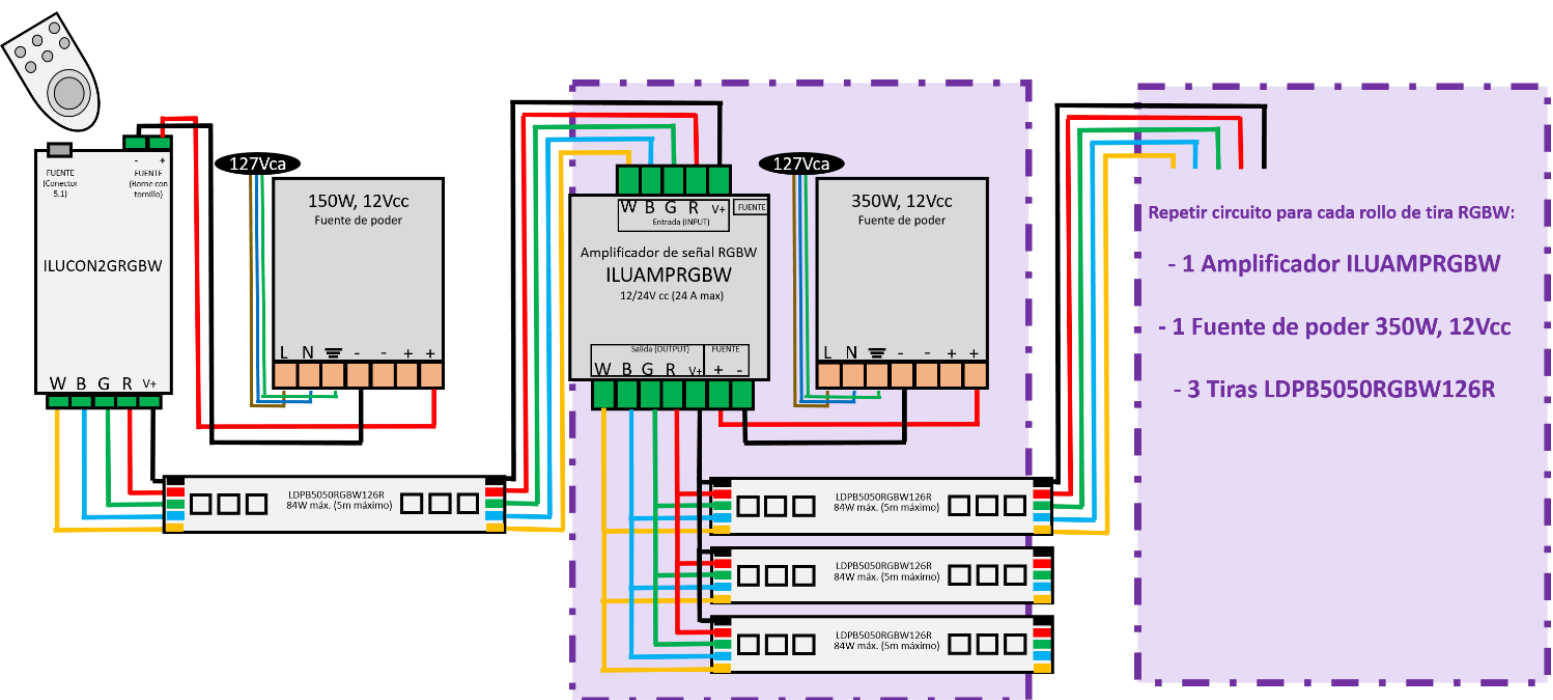 - +
FUENTE
(Conector
5.1)
FUENTE
(Borne con
tornillo)
ILUCON2GRGBW
W B G R V+
127Vca
150W, 12Vcc
Fuente de poder
L N - - + +
LDPB5050RGBW126R
84W máx. (5m máximo)
W B G R V+
FUENTE
Entrada (INPUT)
Amplificador de señal RGBW
ILUAMPRGBW
12/24V cc (24 A max)
Salida (OUTPUT)
FUENTE
W B G R V+ + -
127Vca
350W, 12Vcc
Fuente de poder
L N - - + +
LDPB5050RGBW126R
84W máx. (5m máximo)
LDPB5050RGBW126R
84W máx. (5m máximo)
LDPB5050RGBW126R
84W máx. (5m máximo)
Repetir circuito para cada rollo de tira RGBW:
- 1 Amplificador ILUAMPRGBW
- 1 Fuente de poder 350W, 12Vcc
- 3 Tiras LDPB5050RGBW126R